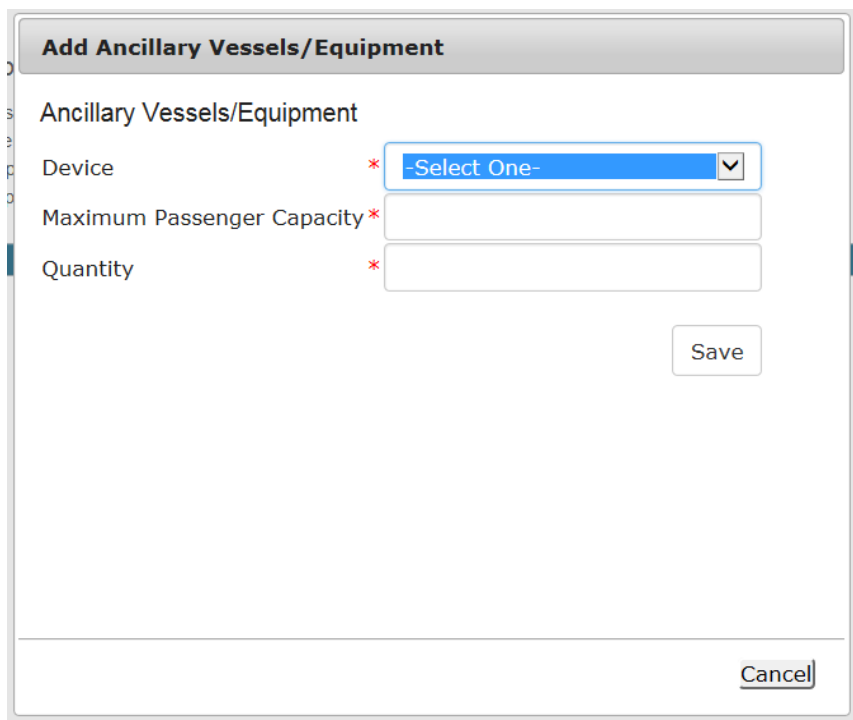 Add Ancillary Vessels/Equipment
Ancillary Vessels/Equipment
Device * -Select One-
Maximum Passenger Capacity *
Quantity *
Save
Cancel